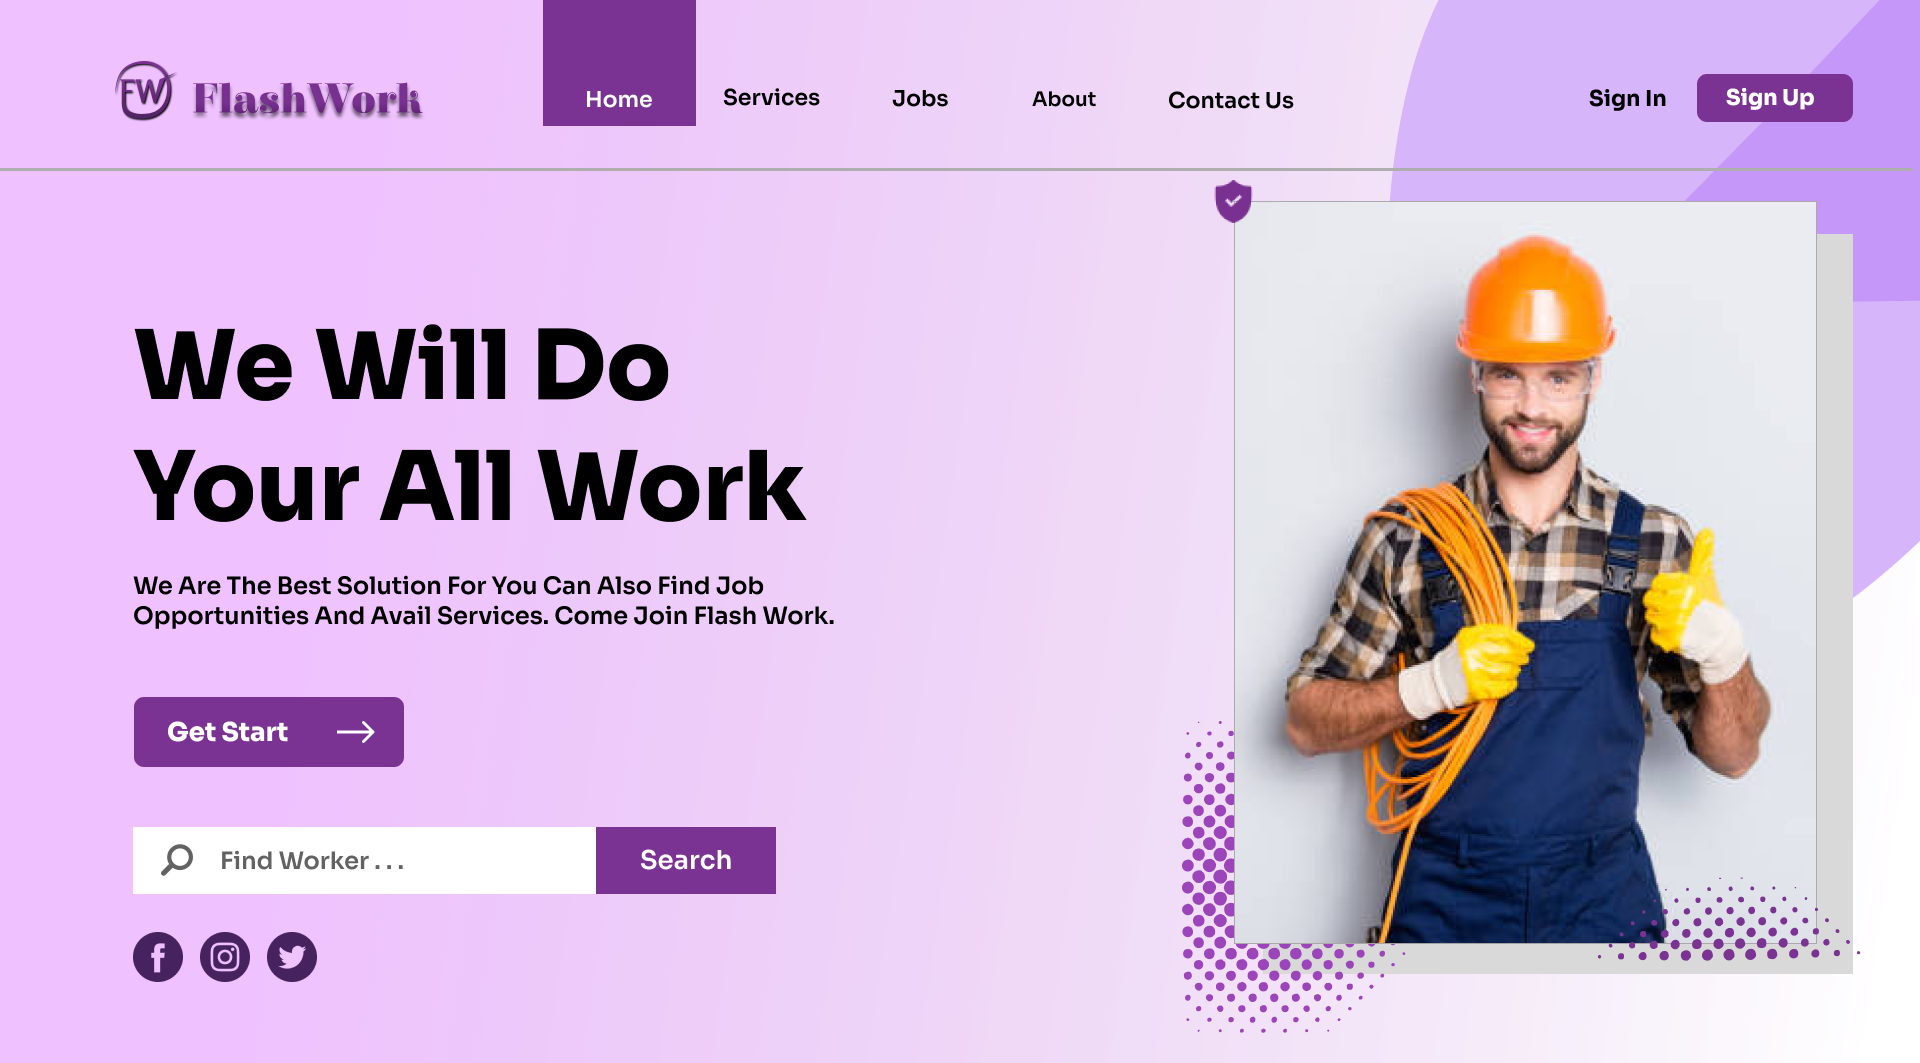 FW FlashWork
Home Services Jobs About Contact Us Sign In Sign Up
We Will Do
Your All Work
We Are The Best Solution For You Can Also Find Job
Opportunities And Avail Services. Come Join Flash Work.
Get Start
Find Worker . . .
Search